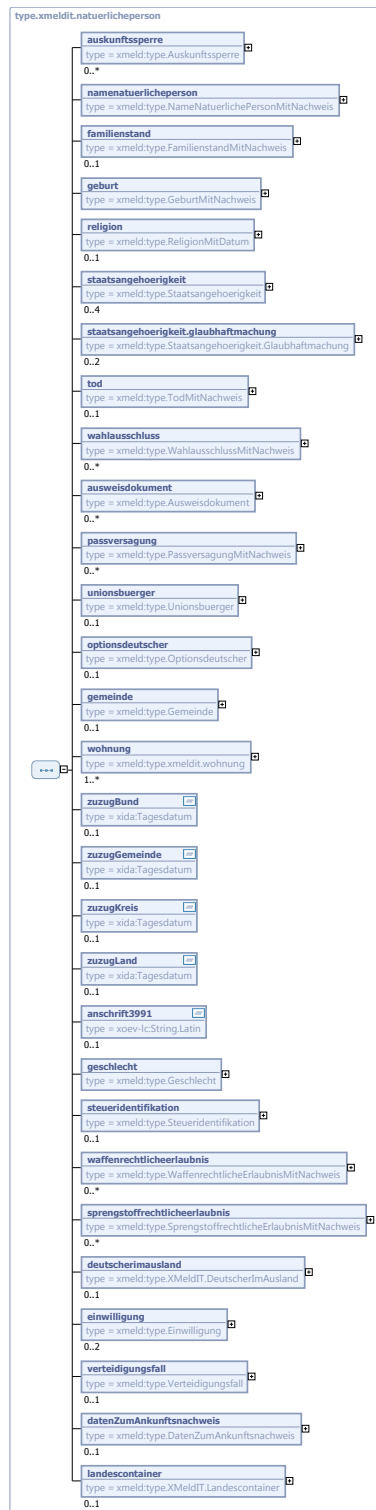 type.xmeldit.natuerlicheperson
auskunftssperre
type = xmeld:type.Auskunftssperre
0..*
namenatuerlicheperson
type = xmeld:type.NameNatuerlichePersonMitNachweis
familienstand
type = xmeld:type.FamilienstandMitNachweis
0..1
geburt
type = xmeld:type.GeburtMitNachweis
religion
type = xmeld:type.ReligionMitDatum
0..1
staatsangehoerigkeit
type = xmeld:type.Staatsangehoerigkeit
0..4
staatsangehoerigkeit.glaubhaftmachung
type = xmeld:type.Staatsangehoerigkeit.Glaubhaftmachung
0..2
tod
type = xmeld:type.TodMitNachweis
0..1
wahlausschluss
type = xmeld:type.WahlausschlussMitNachweis
0..*
ausweisdokument
type = xmeld:type.Ausweisdokument
0..*
passversagung
type = xmeld:type.PassversagungMitNachweis
0..*
unionsbuerger
type = xmeld:type.Unionsbuerger
0..1
optionsdeutscher
type = xmeld:type.Optionsdeutscher
0..1
gemeinde
type = xmeld:type.Gemeinde
0..1
wohnung
type = xmeld:type.xmeldit.wohnung
1..*
zuzugBund
type = xida:Tagesdatum
0..1
zuzugGemeinde
type = xida:Tagesdatum
0..1
zuzugKreis
type = xida:Tagesdatum
0..1
zuzugLand
type = xida:Tagesdatum
0..1
anschrift3991
type = xoev-lc:String.Latin
0..1
geschlecht
type = xmeld:type.Geschlecht
steueridentifikation
type = xmeld:type.Steueridentifikation
0..1
waffenrechtlicheerlaubnis
type = xmeld:type.WaffenrechtlicheErlaubnisMitNachweis
0..*
sprengstoffrechtlicheerlaubnis
type = xmeld:type.SprengstoffrechtlicheErlaubnisMitNachweis
0..*
deutscherimausland
type = xmeld:type.XMeldIT.DeutscherImAusland
0..1
einwilligung
type = xmeld:type.Einwilligung
0..2
verteidigungsfall
type = xmeld:type.Verteidigungsfall
0..1
datenZumAnkunftsnachweis
type = xmeld:type.DatenZumAnkunftsnachweis
0..1
landescontainer
type = xmeld:type.XMeldIT.Landescontainer
0..1